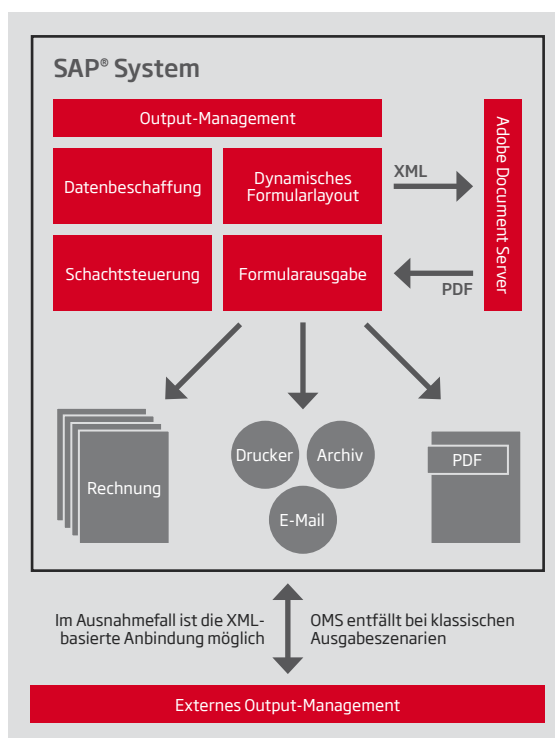 SAP® System
Output-Management
Datenbeschaffung
Dynamisches
Formularlayout
XML
Adobe Document Server
Schachtsteuerung
Formularausgabe
PDF
Rechnung
Drucker
Archiv
E-Mail
PDF
Im Ausnahmefall ist die XML-
basierte Anbindung möglich
OMS entfällt bei klassischen
Ausgabeszenarien
Externes Output-Management